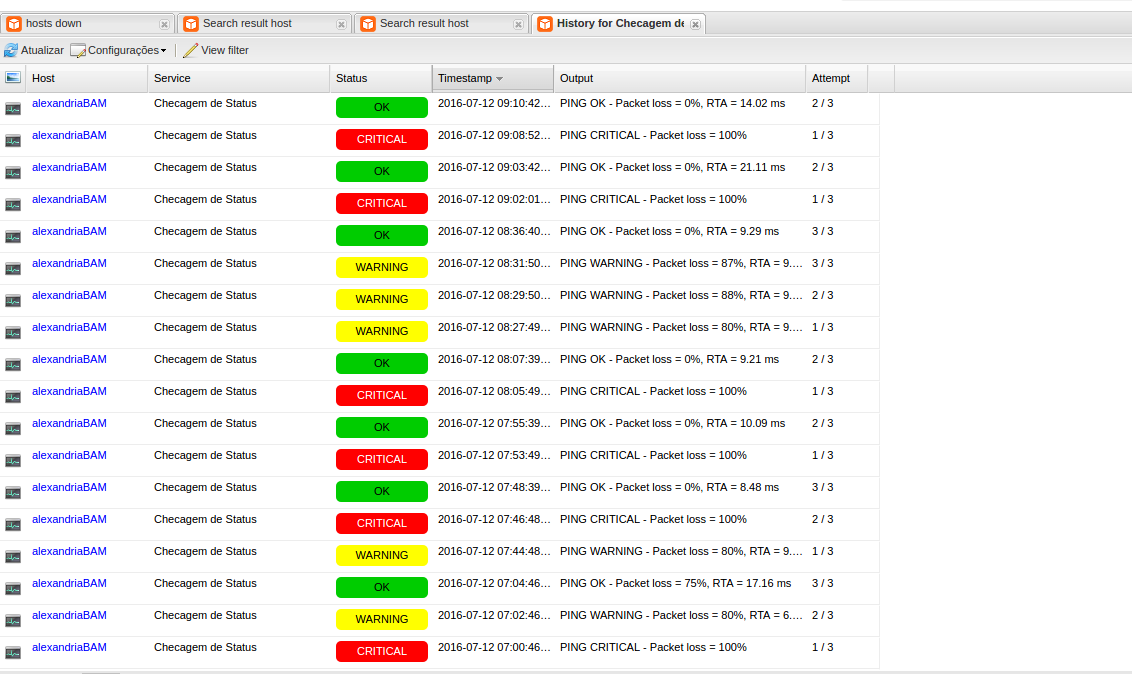 hosts down Search result host Search result host History for Checagem de
Atualizar Configurações View filter
Host Service Status Timestamp Output Attempt
alexandriaBAM Checagem de Status OK 2016-07-12 09:10:42... PING OK - Packet loss = 0%, RTA = 14.02 ms 2 / 3
alexandriaBAM Checagem de Status CRITICAL 2016-07-12 09:08:52... PING CRITICAL - Packet loss = 100% 1 / 3
alexandriaBAM Checagem de Status OK 2016-07-12 09:03:42... PING OK - Packet loss = 0%, RTA = 21.11 ms 2 / 3
alexandriaBAM Checagem de Status CRITICAL 2016-07-12 09:02:01... PING CRITICAL - Packet loss = 100% 1 / 3
alexandriaBAM Checagem de Status OK 2016-07-12 08:36:40... PING OK - Packet loss = 0%, RTA = 9.29 ms 3 / 3
alexandriaBAM Checagem de Status WARNING 2016-07-12 08:31:50... PING WARNING - Packet loss = 87%, RTA = 9.... 3 / 3
alexandriaBAM Checagem de Status WARNING 2016-07-12 08:29:50... PING WARNING - Packet loss = 88%, RTA = 9.... 2 / 3
alexandriaBAM Checagem de Status WARNING 2016-07-12 08:27:49... PING WARNING - Packet loss = 80%, RTA = 9.... 1 / 3
alexandriaBAM Checagem de Status OK 2016-07-12 08:07:39... PING OK - Packet loss = 0%, RTA = 9.21 ms 2 / 3
alexandriaBAM Checagem de Status CRITICAL 2016-07-12 08:05:49... PING CRITICAL - Packet loss = 100% 1 / 3
alexandriaBAM Checagem de Status OK 2016-07-12 07:55:39... PING OK - Packet loss = 0%, RTA = 10.09 ms 2 / 3
alexandriaBAM Checagem de Status CRITICAL 2016-07-12 07:53:49... PING CRITICAL - Packet loss = 100% 1 / 3
alexandriaBAM Checagem de Status OK 2016-07-12 07:48:39... PING OK - Packet loss = 0%, RTA = 8.48 ms 3 / 3
alexandriaBAM Checagem de Status CRITICAL 2016-07-12 07:46:48... PING CRITICAL - Packet loss = 100% 2 / 3
alexandriaBAM Checagem de Status WARNING 2016-07-12 07:44:48... PING WARNING - Packet loss = 80%, RTA = 9.... 1 / 3
alexandriaBAM Checagem de Status OK 2016-07-12 07:04:46... PING OK - Packet loss = 75%, RTA = 17.16 ms 3 / 3
alexandriaBAM Checagem de Status WARNING 2016-07-12 07:02:46... PING WARNING - Packet loss = 80%, RTA = 6.... 2 / 3
alexandriaBAM Checagem de Status CRITICAL 2016-07-12 07:00:46... PING CRITICAL - Packet loss = 100% 1 / 3